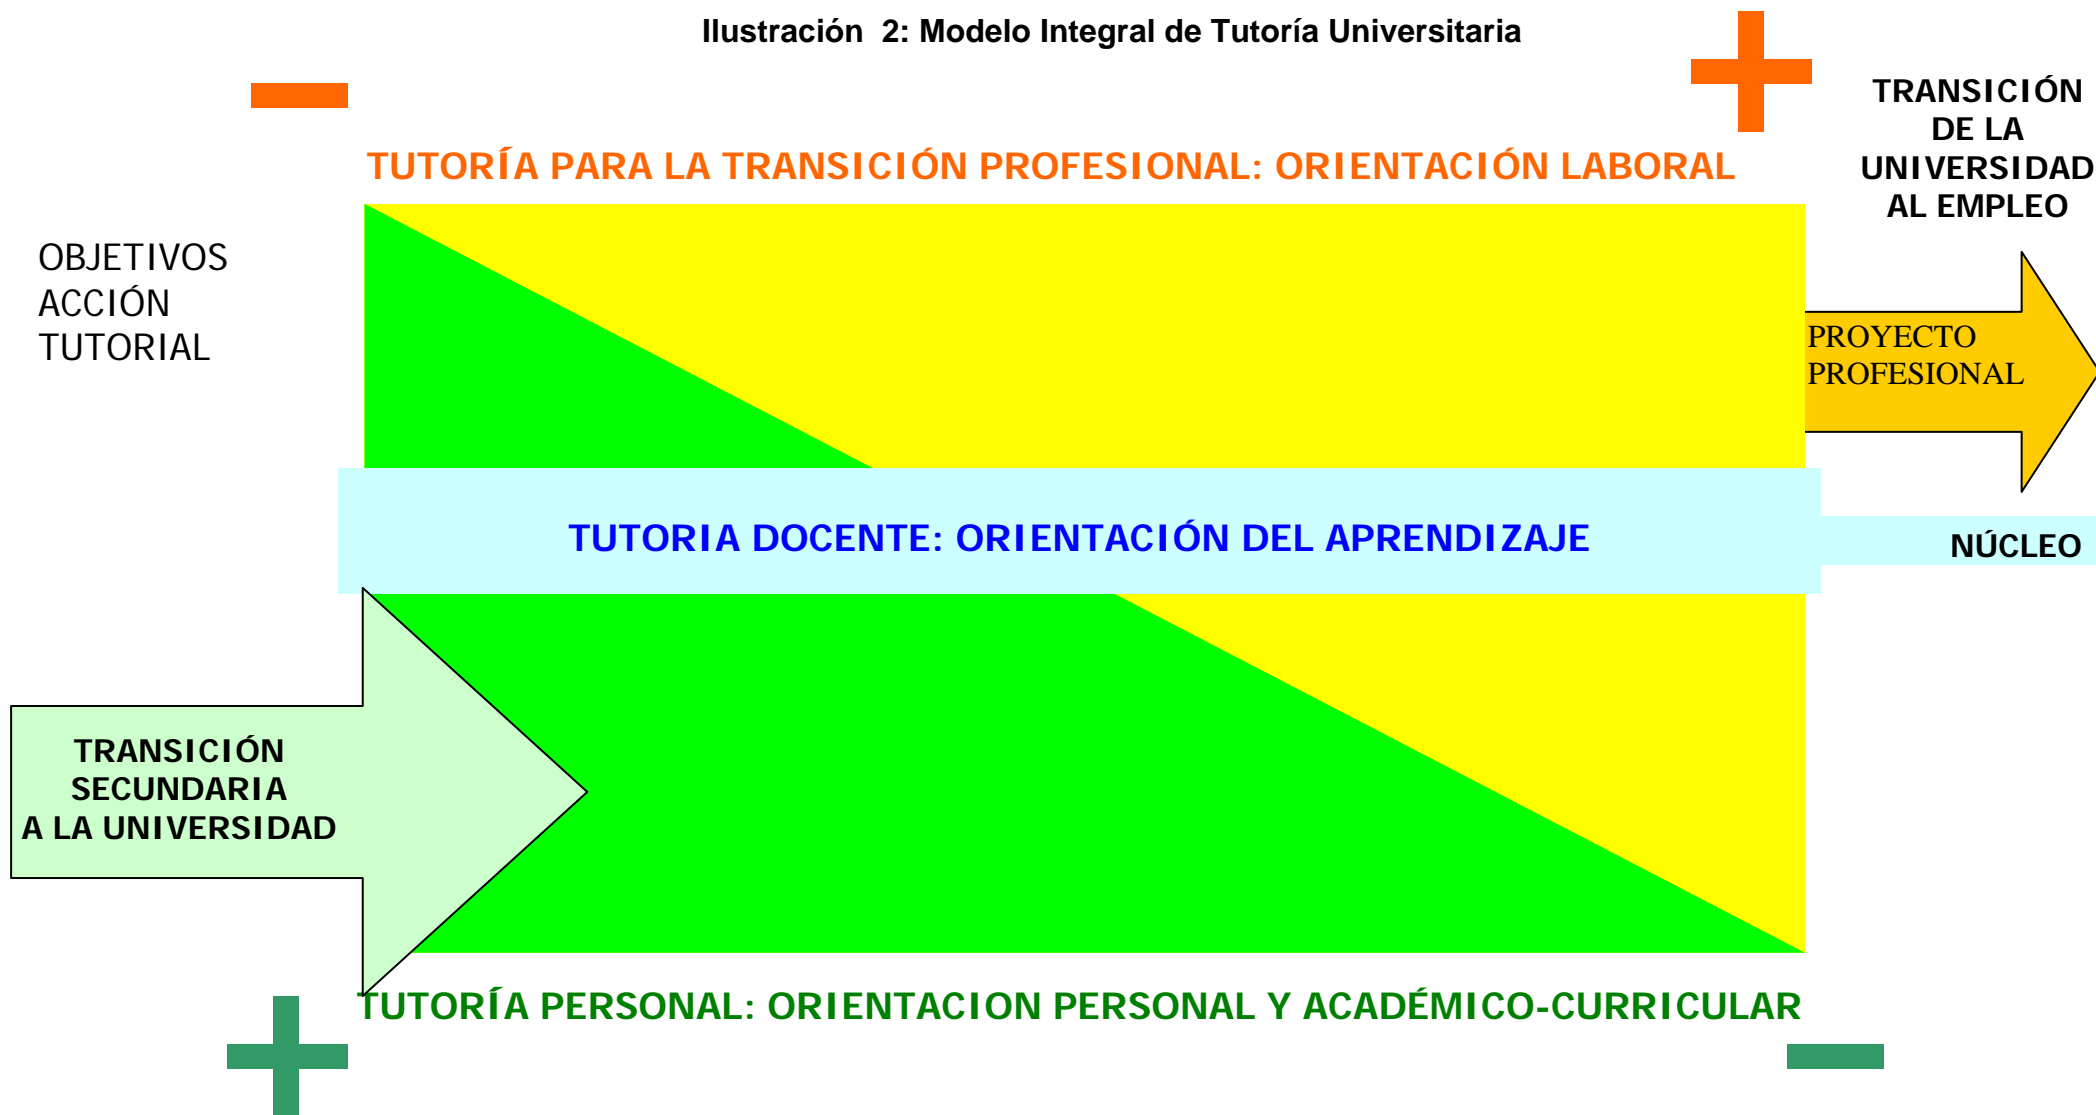 Ilustración 2: Modelo Integral de Tutoría Universitaria
TRANSICIÓN
DE LA
UNIVERSIDAD
AL EMPLEO
TUTORÍA PARA LA TRANSICIÓN PROFESIONAL: ORIENTACIÓN LABORAL
OBJETIVOS
ACCIÓN
TUTORIAL
PROYECTO
PROFESIONAL
TUTORIA DOCENTE: ORIENTACIÓN DEL APRENDIZAJE
NÚCLEO
TRANSICIÓN
SECUNDARIA
A LA UNIVERSIDAD
TUTORÍA PERSONAL: ORIENTACION PERSONAL Y ACADÉMICO-CURRICULAR